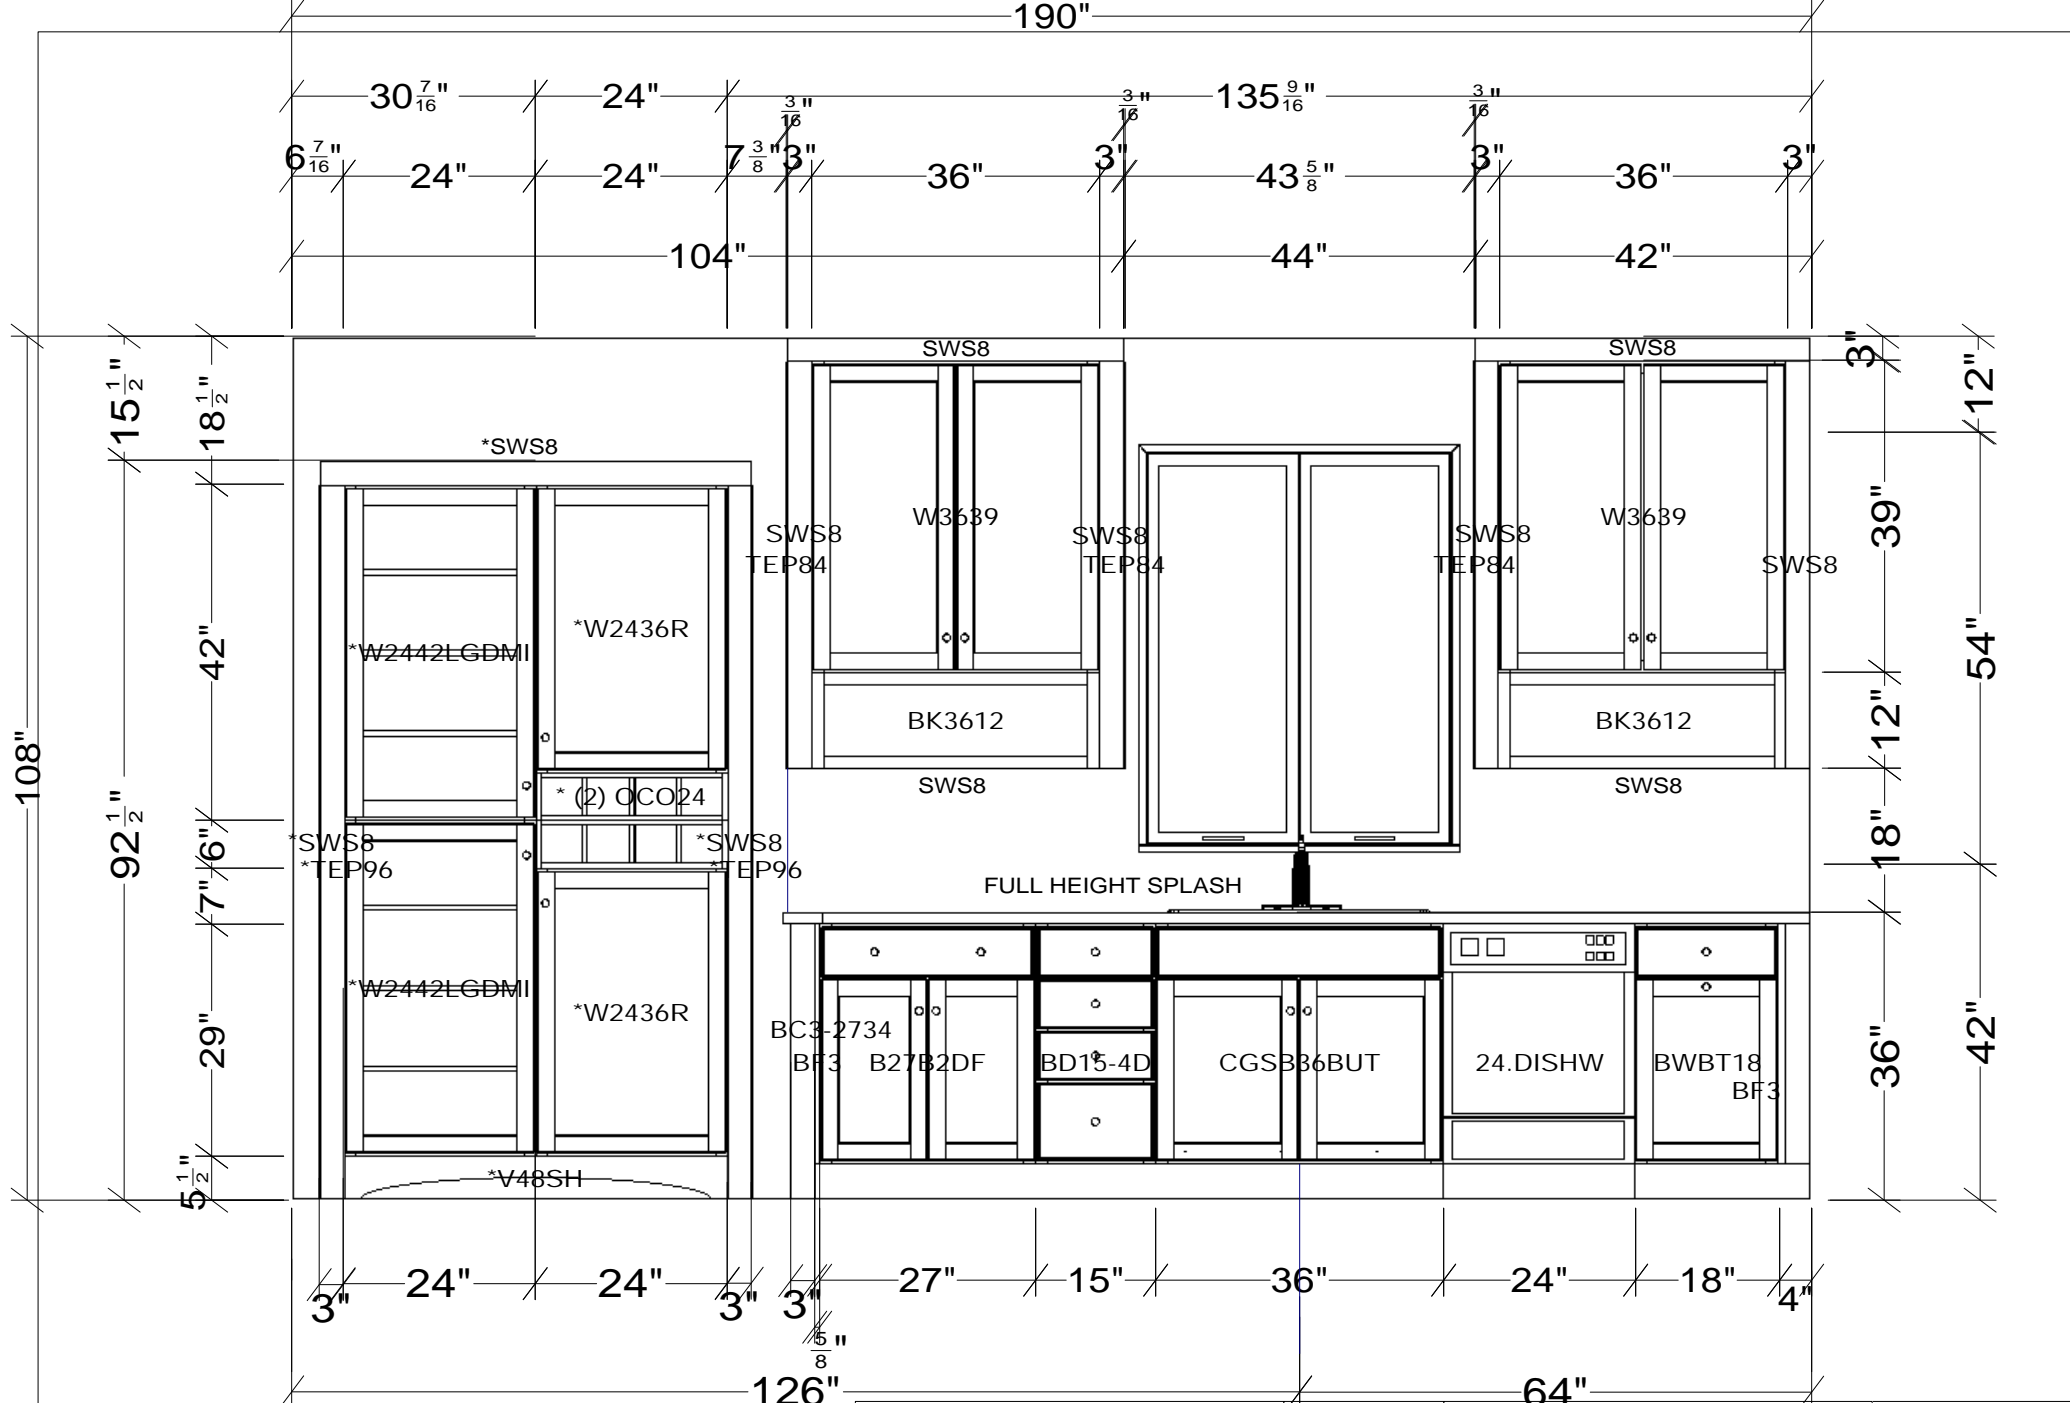 190"
30 7/16" 24" 3/16" 3/16" 135 9/16" 3/16"
6 7/16" 24" 24" 7 3/8" 3" 36" 3" 43 5/8" 3" 36" 3"
104" 44" 42"
SWS8 SWS8
3"
15 1/2" 18 1/2" 12"
*SWS8
W3639 W3639 39"
SWS8 SWS8 SWS8
TEP84 TEP84 TEP84 SWS8
*W2436R
42" *W2442LGDMI 54"
BK3612 BK3612 12"
108"
SWS8 SWS8
* (2) OCO24
92 1/2" 6" *SWS8 *SWS8 18"
*TEP96 *TEP96
7" FULL HEIGHT SPLASH
*W2442LGDMI
*W2436R
29" BC3-2734 42"
BF3 B27B2DF BD15-4D CGSB36BUT 24.DISHW BWBT18 36"
BF3
5 1/2" *V48SH
24" 24" 27" 15" 36" 24" 18"
3" 3" 3" 4"
5/8"
126" 64"